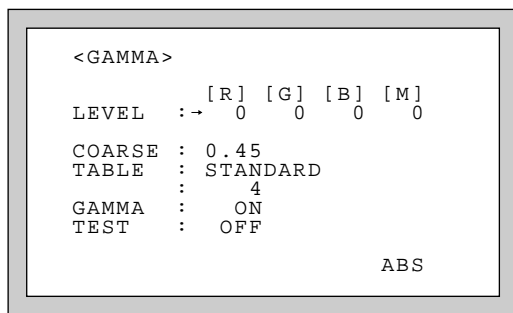 <GAMMA>
[R] [G] [B] [M]
LEVEL :→ 0 0 0 0
COARSE : 0.45
TABLE : STANDARD
: 4
GAMMA : ON
TEST : OFF
ABS